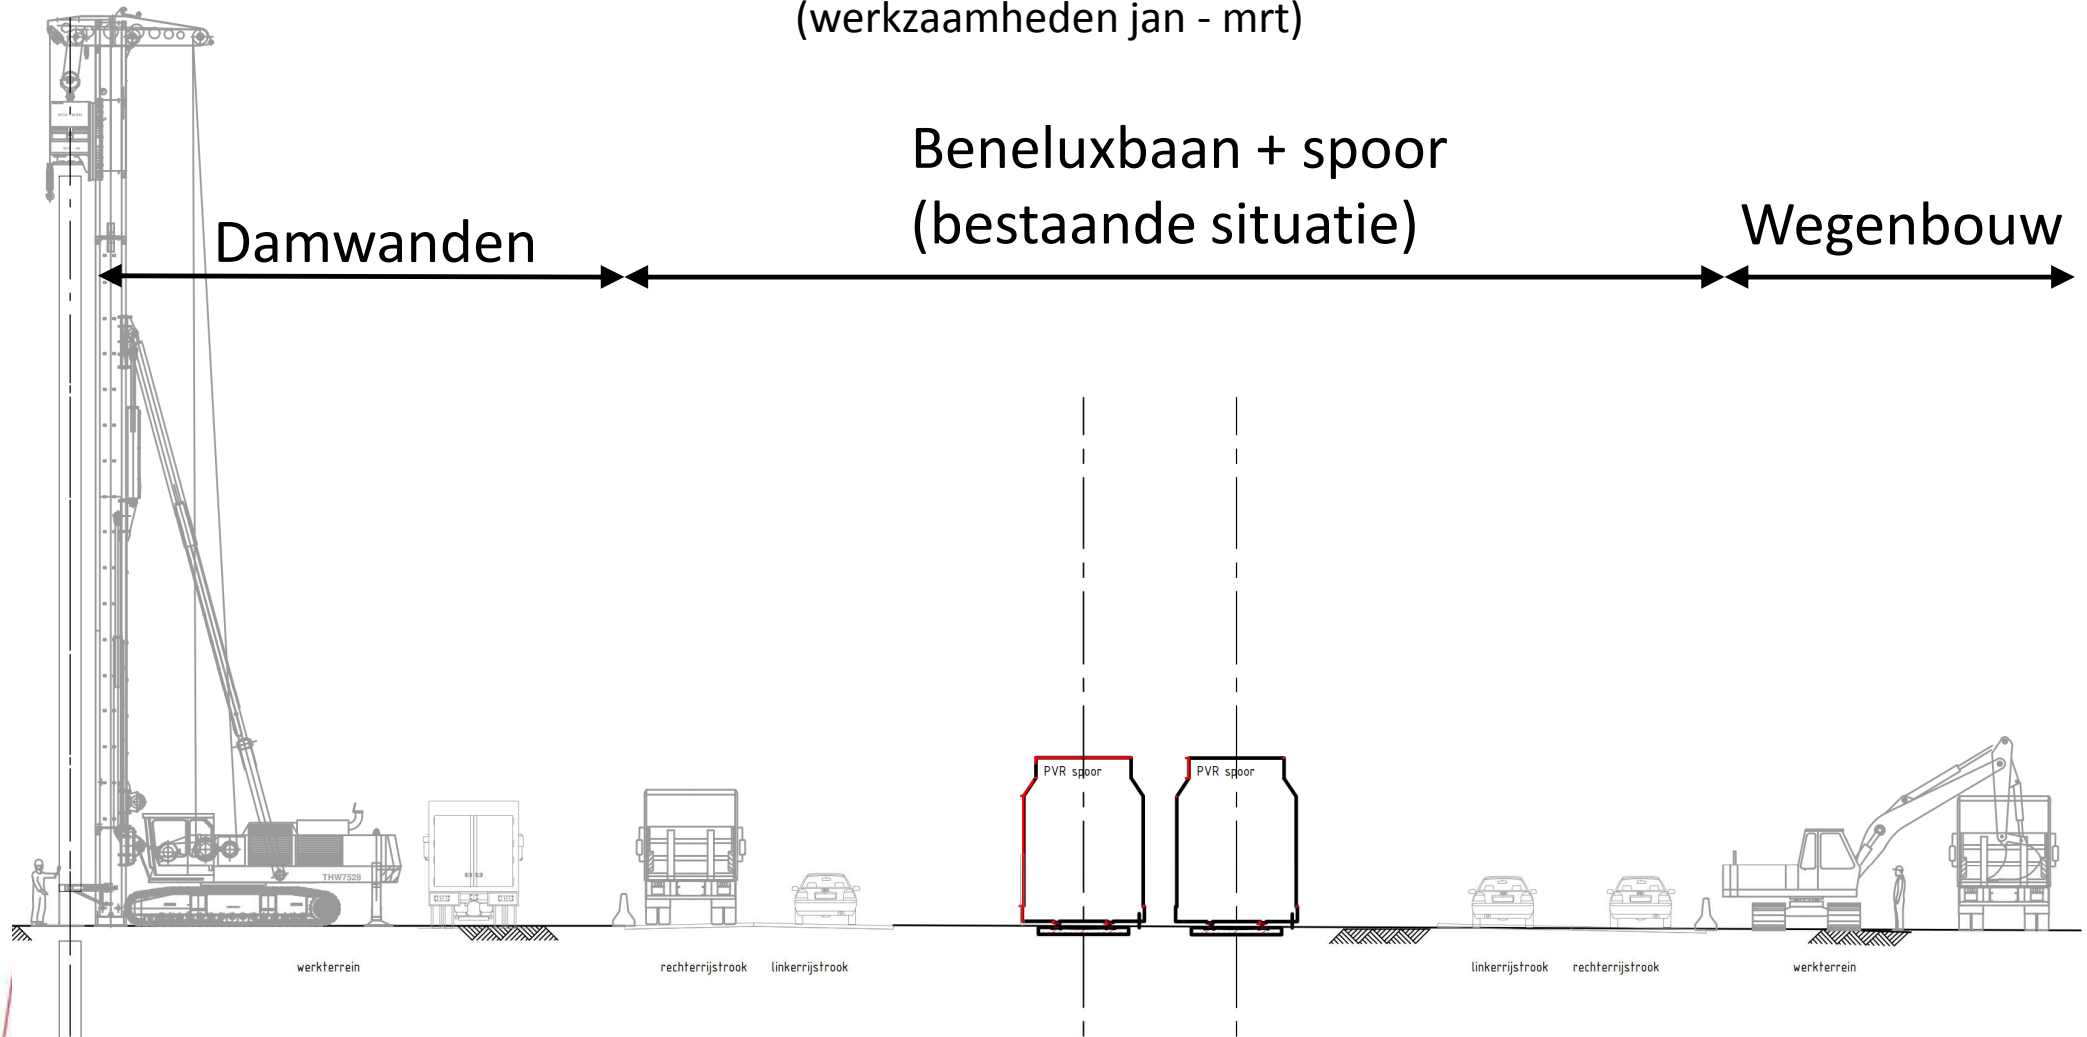 (werkzaamheden jan - mrt)
Beneluxbaan + spoor
(bestaande situatie)
Damwanden
Wegenbouw
PVR spoor
PVR spoor
THW7528
werkterrein
rechterrijstrook
linkerrijstrook
linkerrijstrook
rechterrijstrook
werkterrein